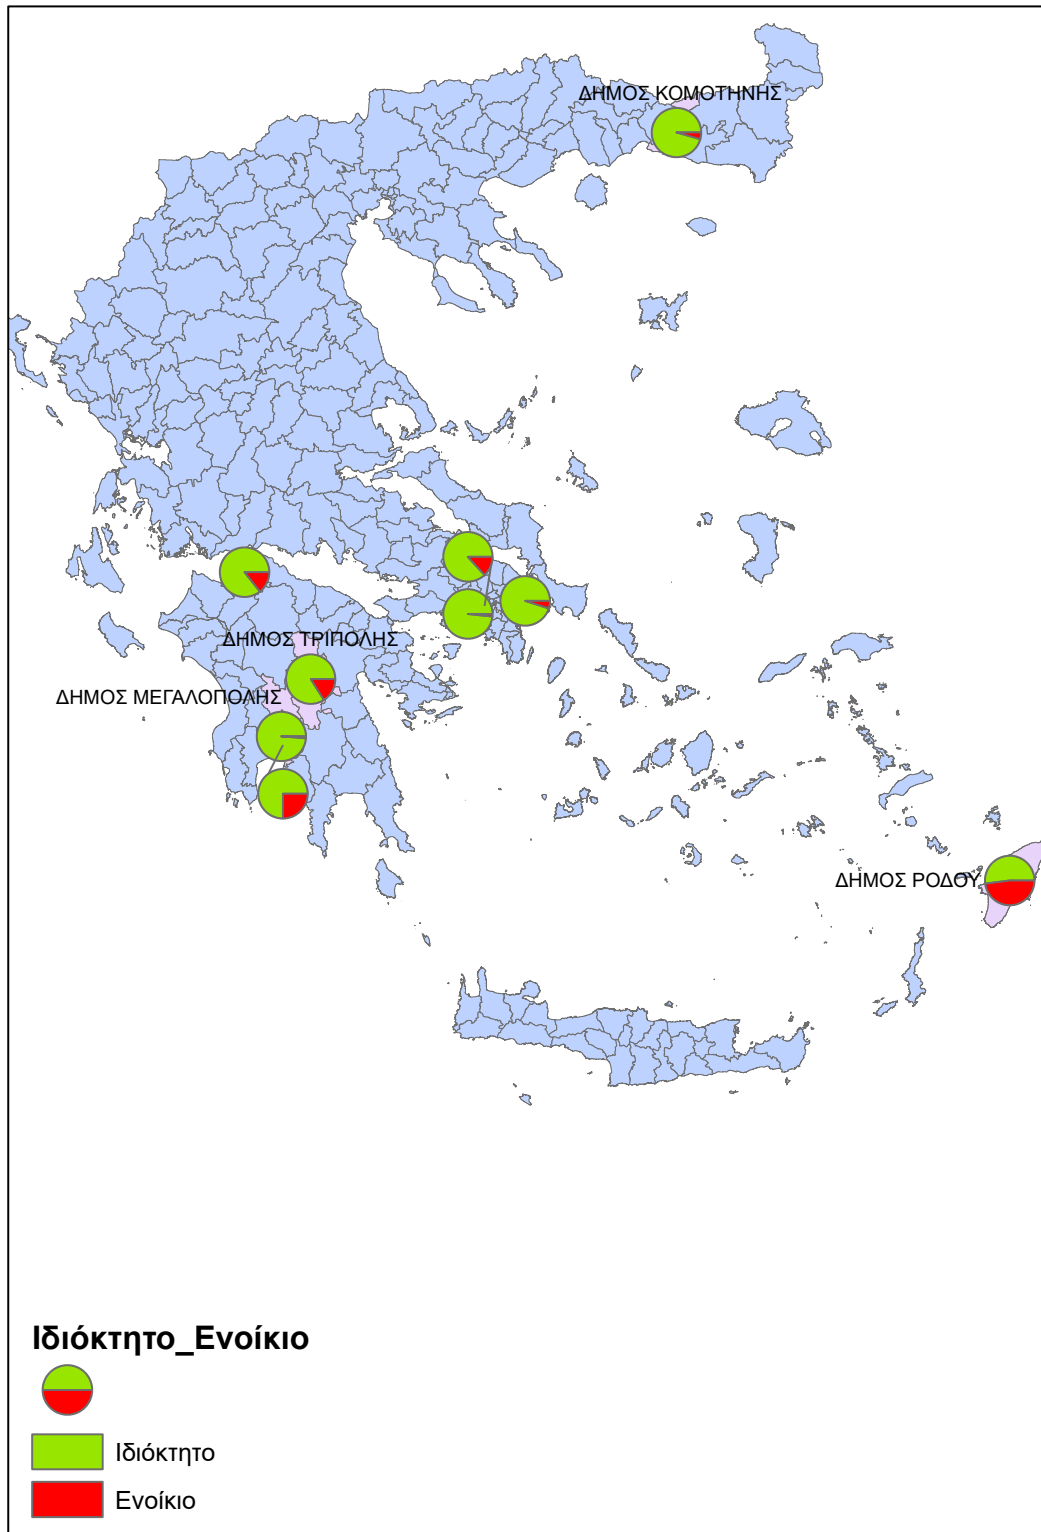 ΔΗΜΟΣ ΚΟΜΟΤΗΝΗΣ
ΔΗΜΟΣ ΤΡΙΠΟΛΗΣ
ΔΗΜΟΣ ΜΕΓΑΛΟΠΟΛΗΣ
ΔΗΜΟΣ ΡΟΔΟΥ
Ιδιόκτητο_Ενοίκιο
Ιδιόκτητο
Ενοίκιο